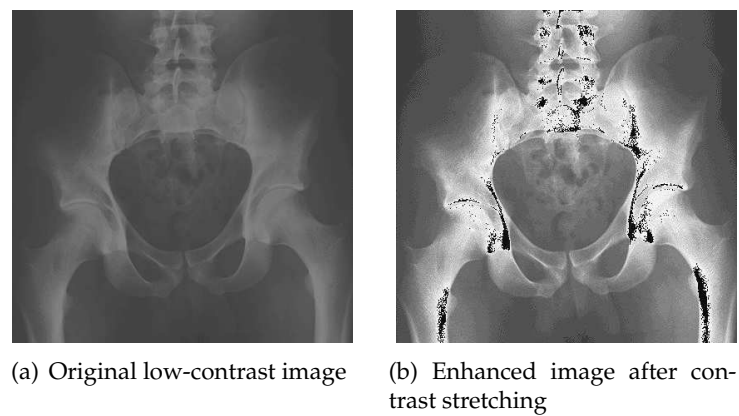 (a) Original low-contrast image
(b) Enhanced image after con-
trast stretching